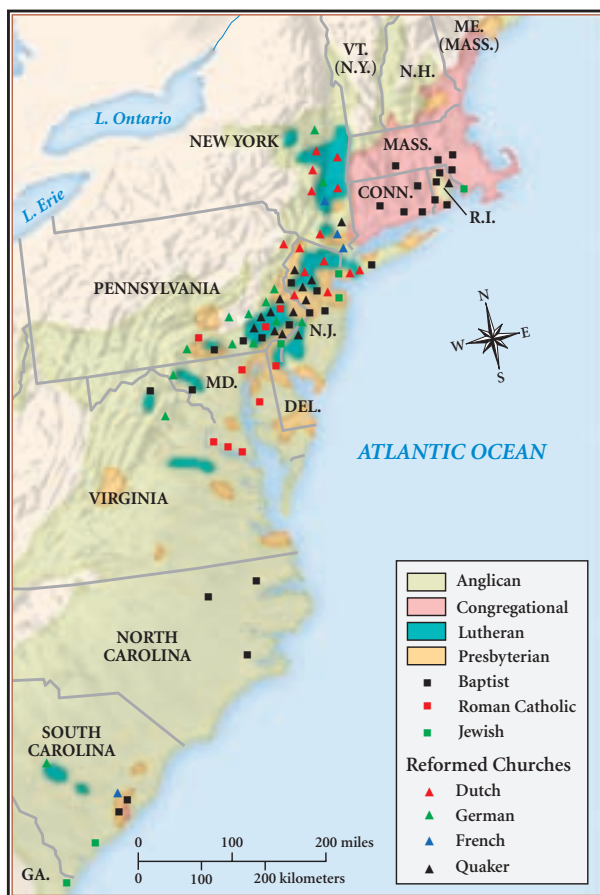 ME.
(MASS.)
VT.
(N.Y.)
N.H.
L. Ontario
NEW YORK
MASS.
L. Erie
CONN.
R.I.
PENNSYLVANIA
N.J.
N
W
E
S
MD.
DEL.
ATLANTIC OCEAN
VIRGINIA
NORTH
CAROLINA
SOUTH
CAROLINA
GA.
Anglican
Congregational
Lutheran
Presbyterian
Baptist
Roman Catholic
Jewish
Reformed Churches
Dutch
German
French
Quaker
0 100 200 miles
0 100 200 kilometers